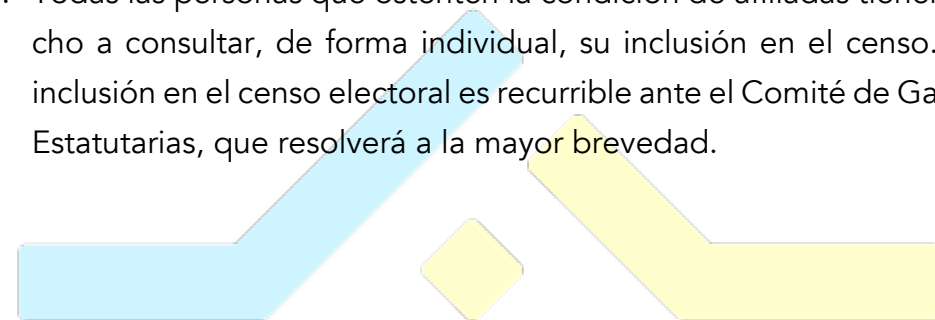 . Todas las personas que ostenten la condición de afiliadas tienen
cho a consultar, de forma individual, su inclusión en el censo.
inclusión en el censo electoral es recurrible ante el Comité de Ga
Estatutarias, que resolverá a la mayor brevedad.